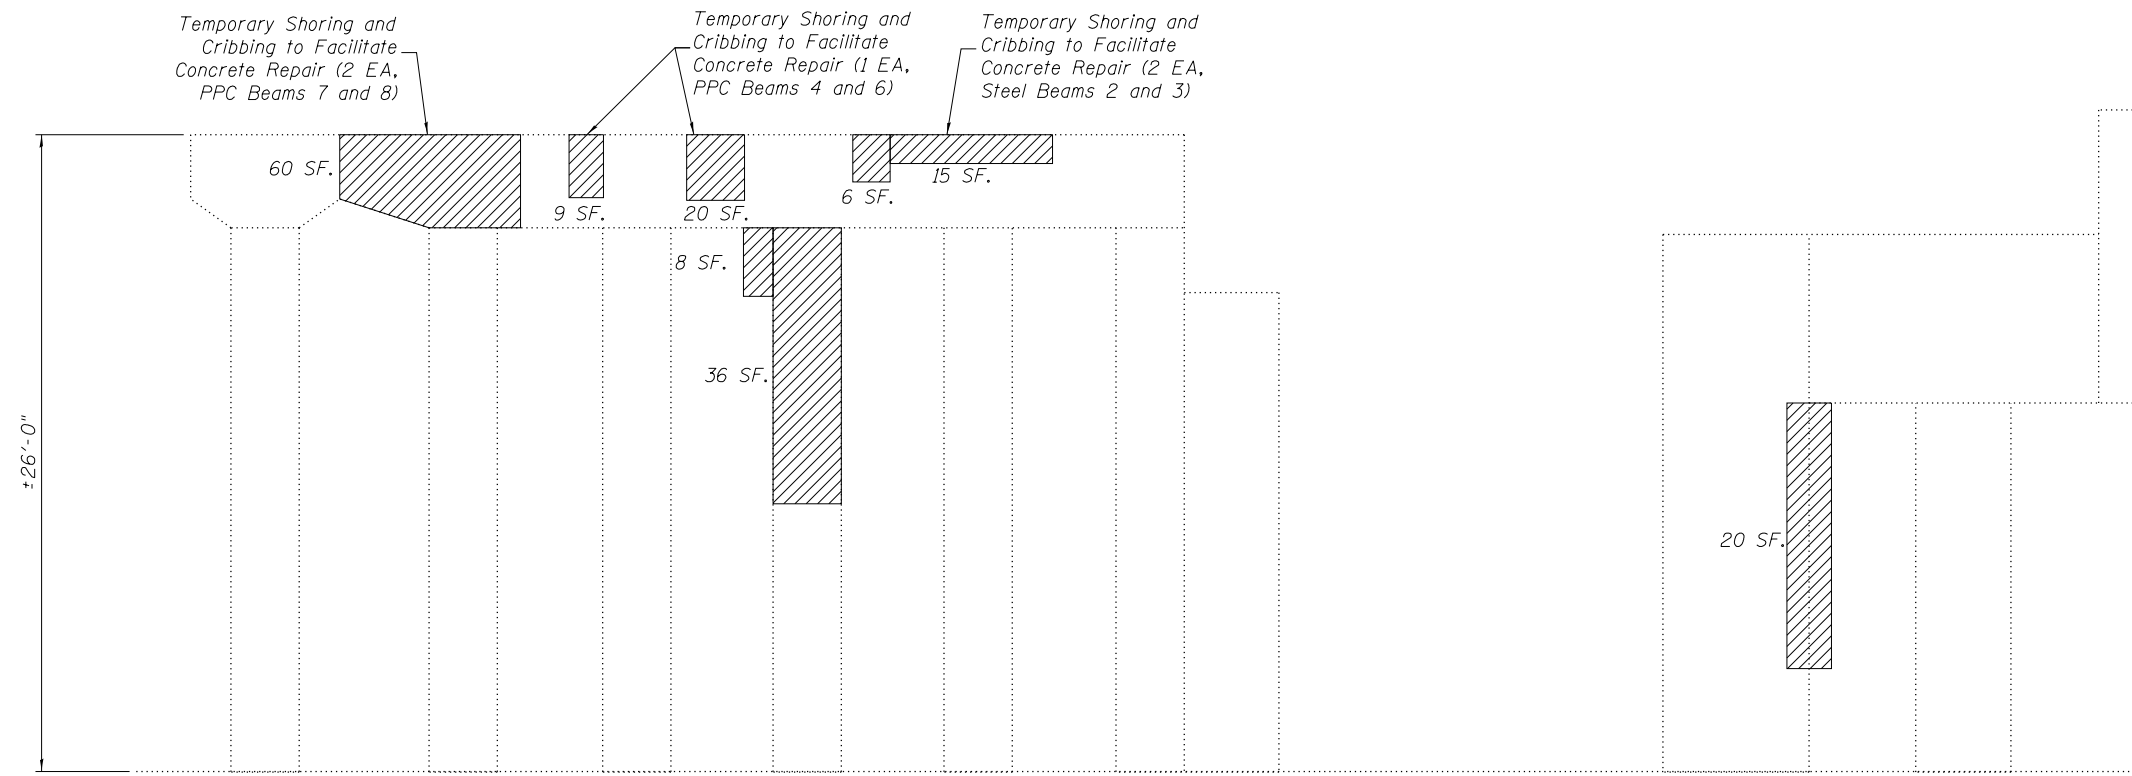 Temporary Shoring and
Cribbing to Facilitate
Concrete Repair (2 EA,
PPC Beams 7 and 8)
Temporary Shoring and
Cribbing to Facilitate
Concrete Repair (1 EA,
PPC Beams 4 and 6)
Temporary Shoring and
Cribbing to Facilitate
Concrete Repair (2 EA,
Steel Beams 2 and 3)
60 SF.
9 SF.
20 SF.
6 SF.
15 SF.
8 SF.
36 SF.
±26'-0"
20 SF.